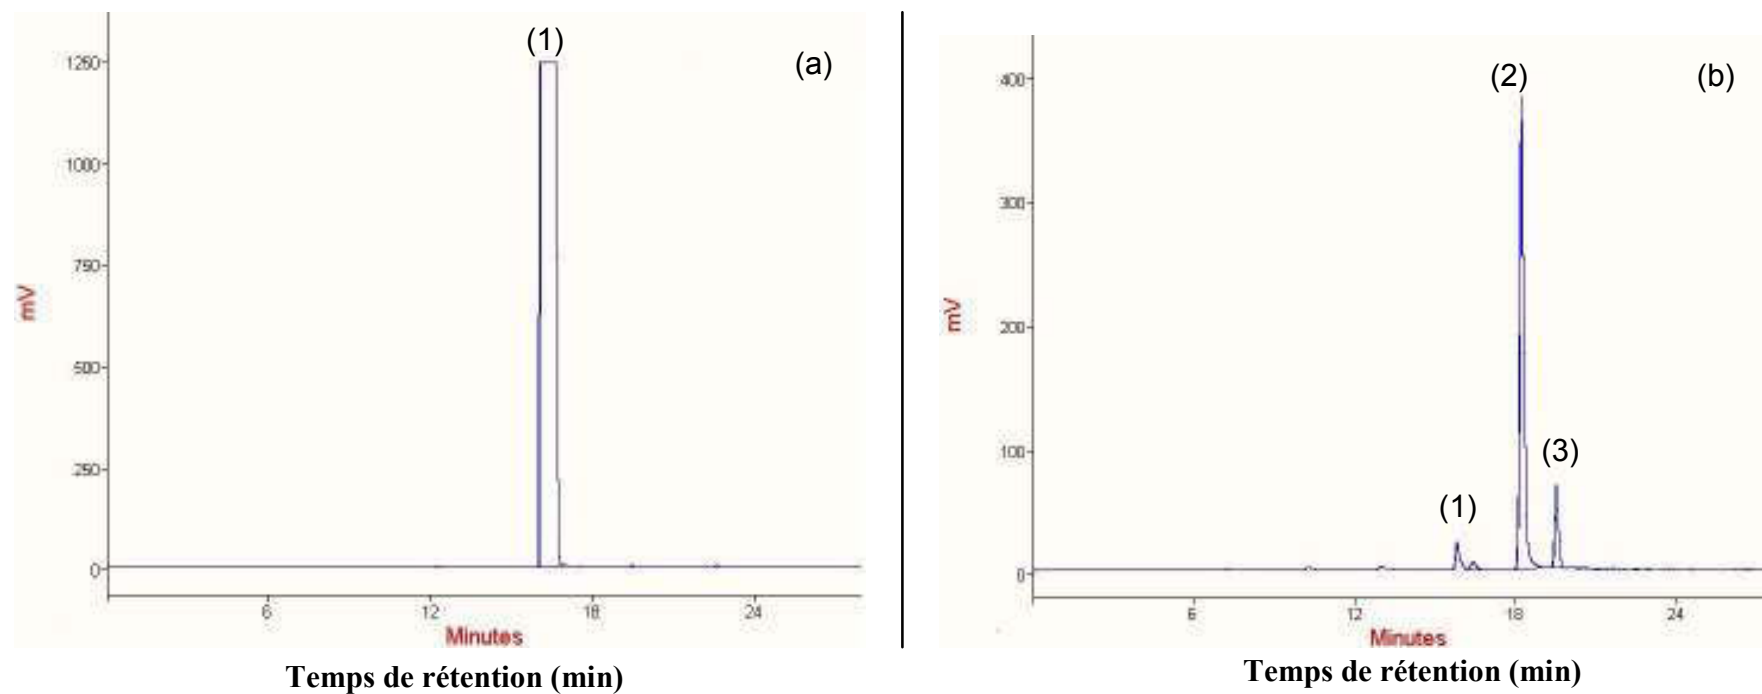 (1)
(a)
1250
1000
750
500
250
0
mV
6
12
18
24
Minutes
Temps de rétention (min)
(2)
(b)
400
300
200
100
0
(3)
(1)
mV
6
12
18
24
Minutes
Temps de rétention (min)